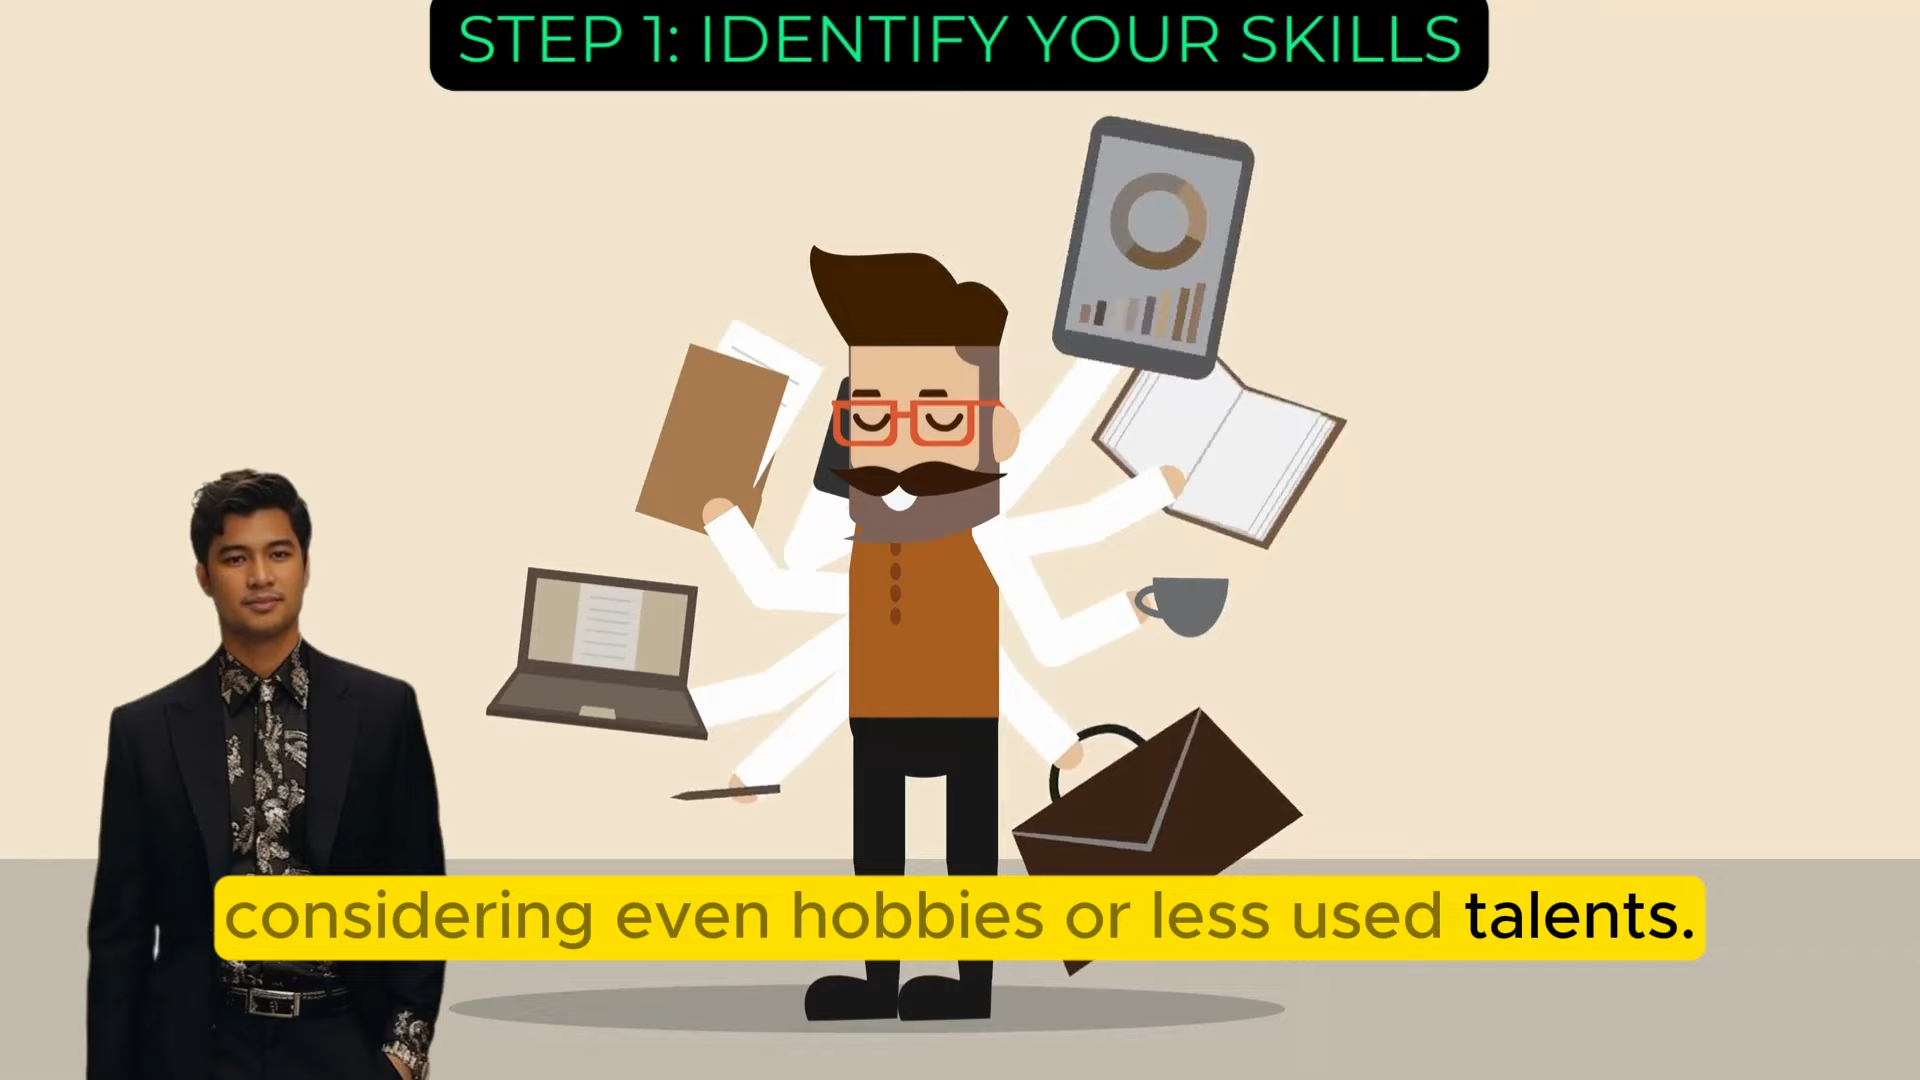 STEP 1: IDENTIFY YOUR SKILLS
considering even hobbies or less used talents.